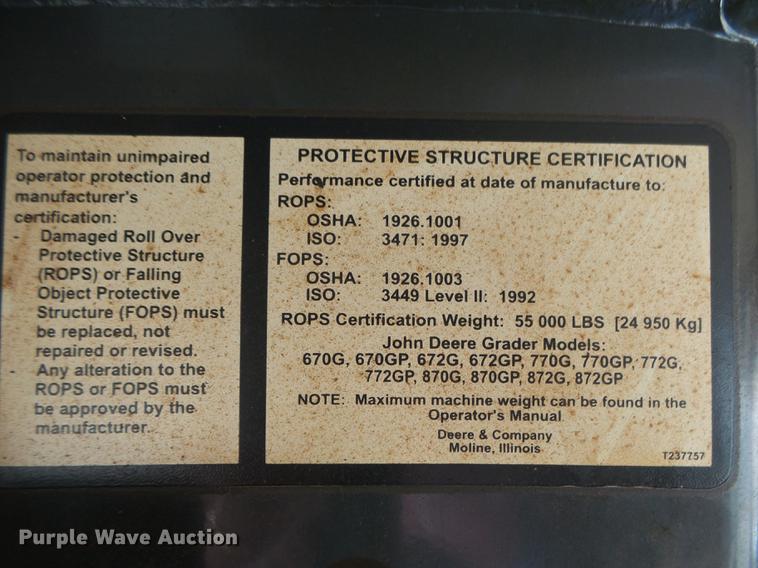 To maintain unimpaired
operator protection and
manufacturer's
certification:
- Damaged Roll Over
Protective Structure
(ROPS) or Falling
Object Protective
Structure (FOPS) must
be replaced, not
repaired or revised.
- Any alteration to the
ROPS or FOPS must
be approved by the
manufacturer.
PROTECTIVE STRUCTURE CERTIFICATION
Performance certified at date of manufacture to:
ROPS:
OSHA: 1926.1001
ISO: 3471: 1997
FOPS:
OSHA: 1926.1003
ISO: 3449 Level II: 1992
ROPS Certification Weight: 55 000 LBS [24 950 Kg]
John Deere Grader Models:
670G, 670GP, 672G, 672GP, 770G, 770GP, 772G,
772GP, 870G, 870GP, 872G, 872GP
NOTE: Maximum machine weight can be found in the
Operator's Manual.
Deere & Company
Moline, Illinois
T237757
Purple Wave Auction